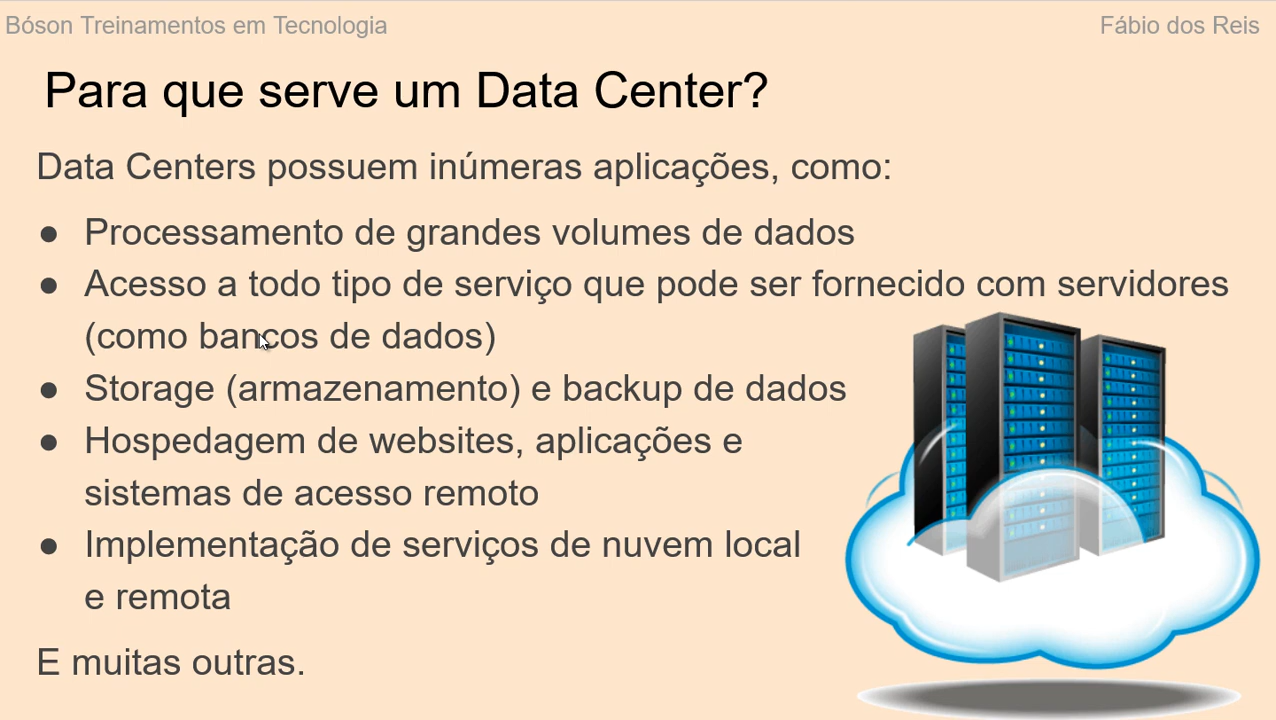 Bóson Treinamentos em Tecnologia
Fábio dos Reis
Para que serve um Data Center?
Data Centers possuem inúmeras aplicações, como:
● Processamento de grandes volumes de dados
● Acesso a todo tipo de serviço que pode ser fornecido com servidores
(como bancos de dados)
● Storage (armazenamento) e backup de dados
● Hospedagem de websites, aplicações e
sistemas de acesso remoto
● Implementação de serviços de nuvem local
e remota
E muitas outras.